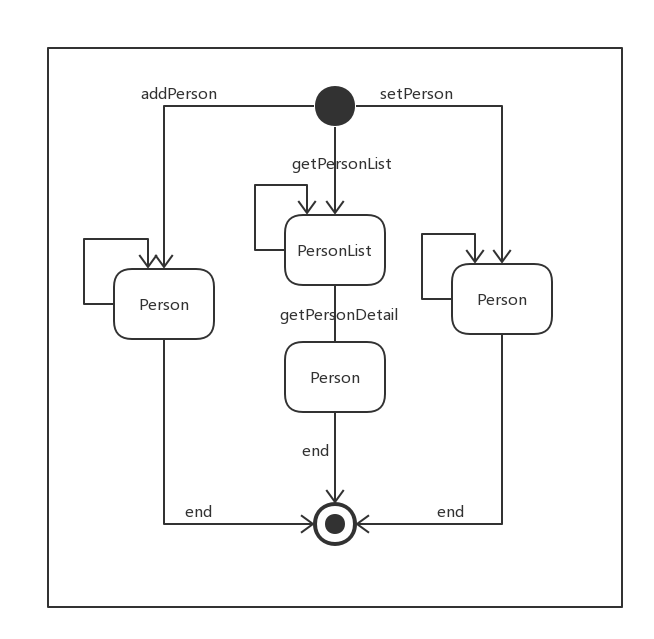 addPerson
setPerson
getPersonList
PersonList
Person
Person
getPersonDetail
Person
end
end
end